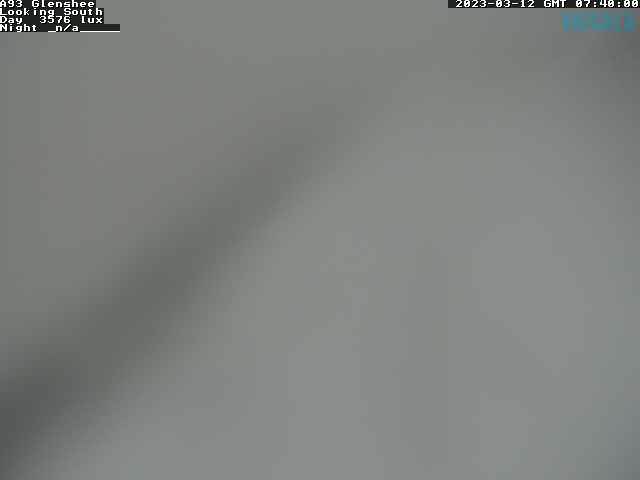 A93 Glenshee
2023-03-12 GMT 07:40:00
Looking South
Day  3576 lux
Night  n/a